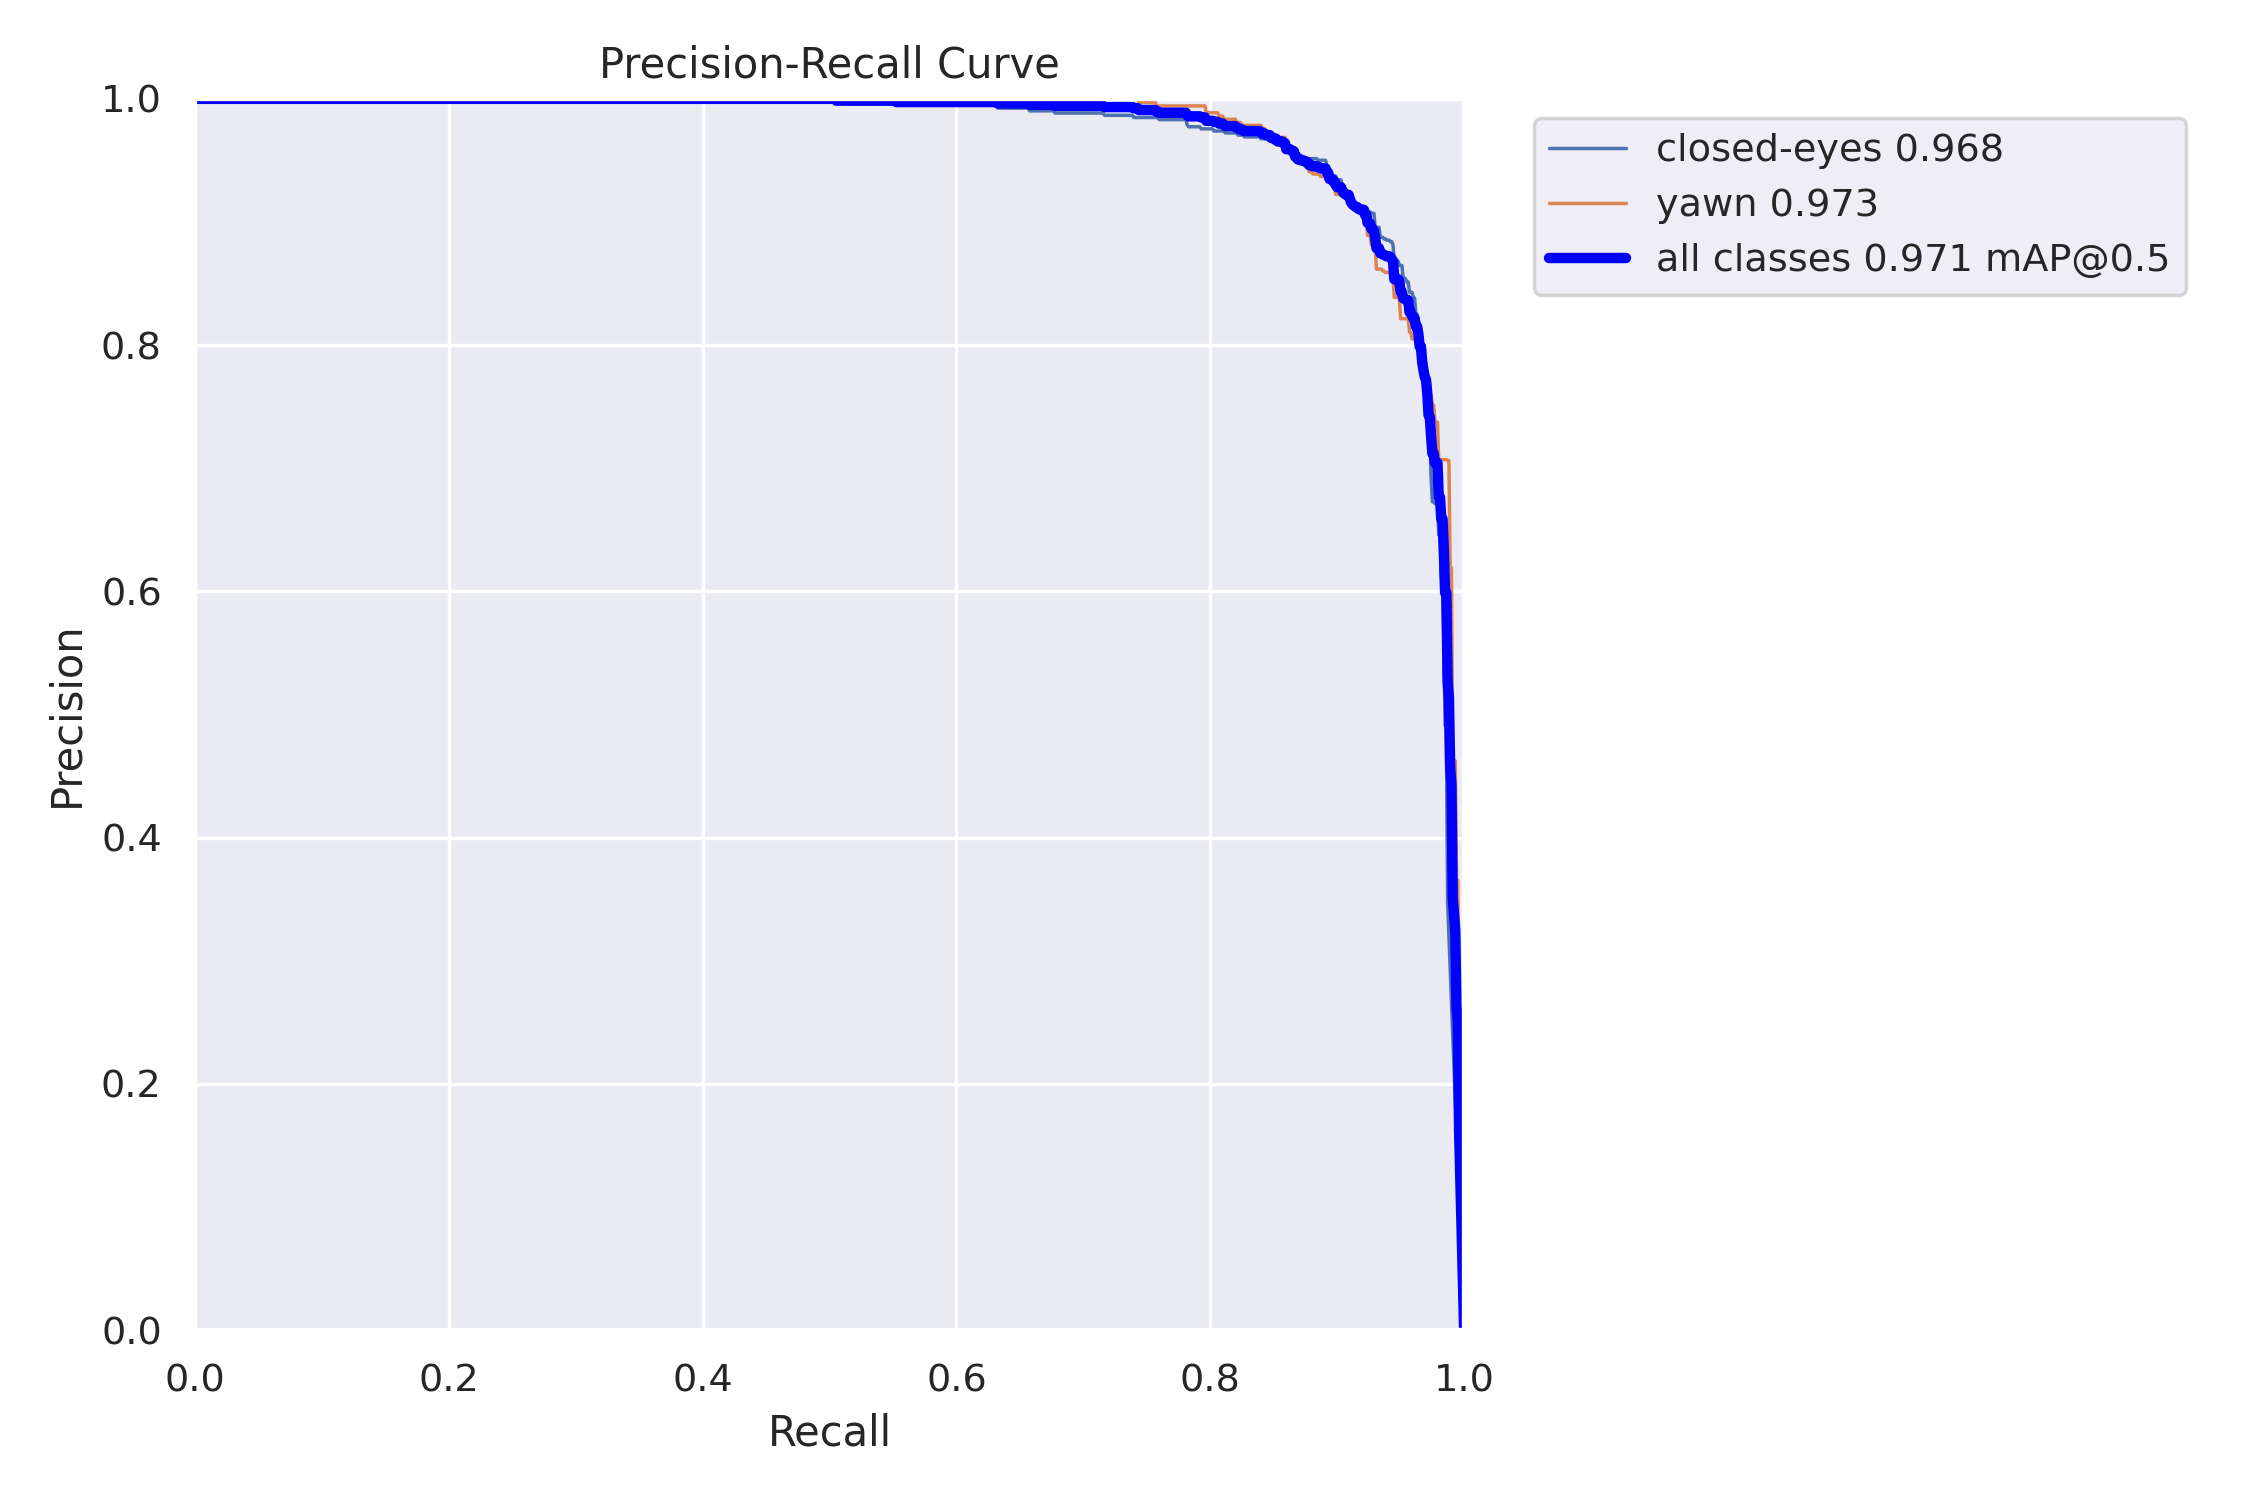 Precision-Recall Curve
1.0
0.8
0.6
0.4
0.2
0.0
Precision
0.0 0.2 0.4 0.6 0.8 1.0
Recall
closed-eyes 0.968
yawn 0.973
all classes 0.971 mAP@0.5